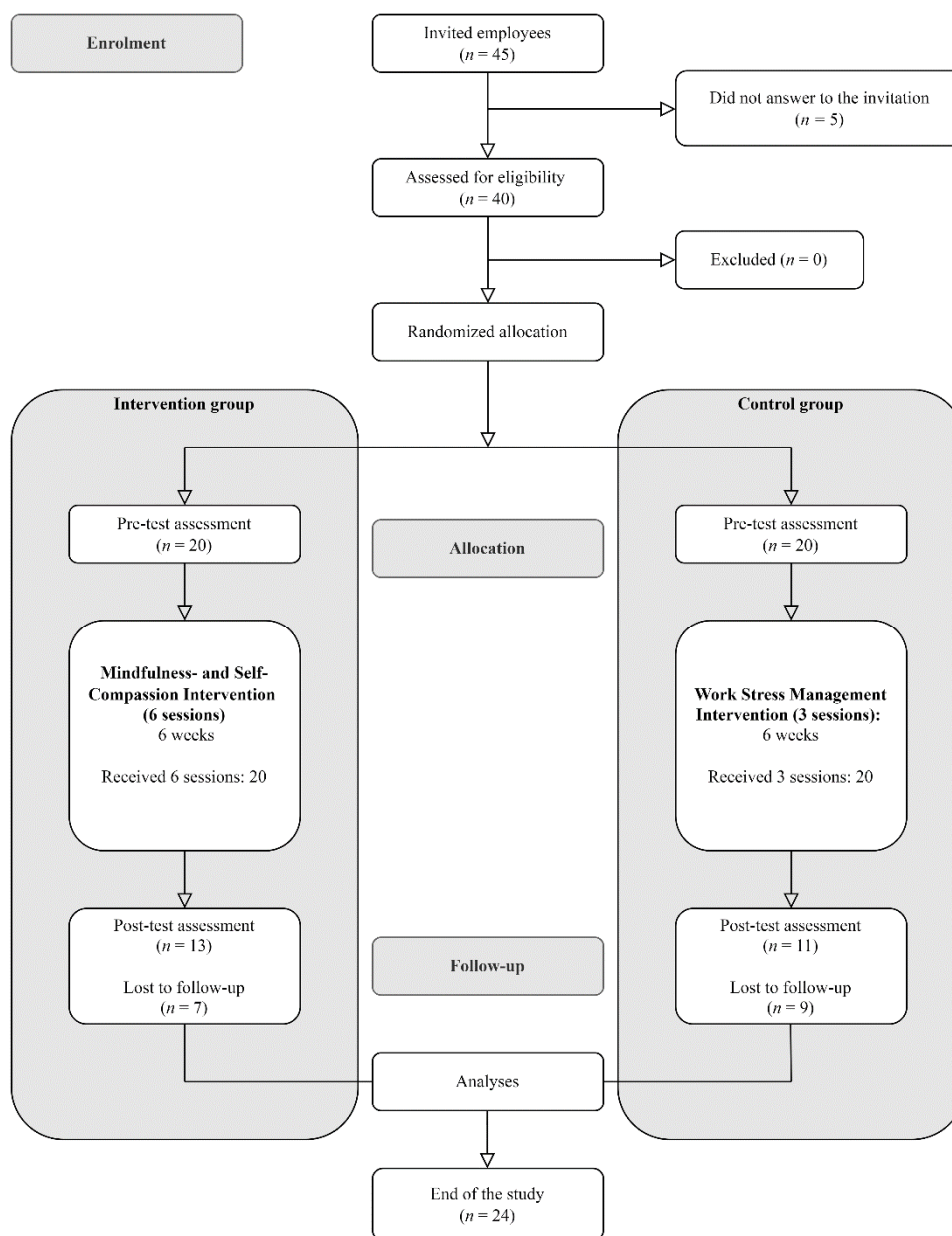 Enrolment
Invited employees
(n = 45)
Did not answer to the invitation
(n = 5)
Assessed for eligibility
(n = 40)
Excluded (n = 0)
Randomized allocation
Intervention group
Control group
Pre-test assessment
(n = 20)
Allocation
Pre-test assessment
(n = 20)
Mindfulness- and Self-
Compassion Intervention
(6 sessions)
6 weeks
Received 6 sessions: 20
Work Stress Management
Intervention (3 sessions):
6 weeks
Received 3 sessions: 20
Post-test assessment
(n = 13)
Lost to follow-up
(n = 7)
Follow-up
Post-test assessment
(n = 11)
Lost to follow-up
(n = 9)
Analyses
End of the study
(n = 24)